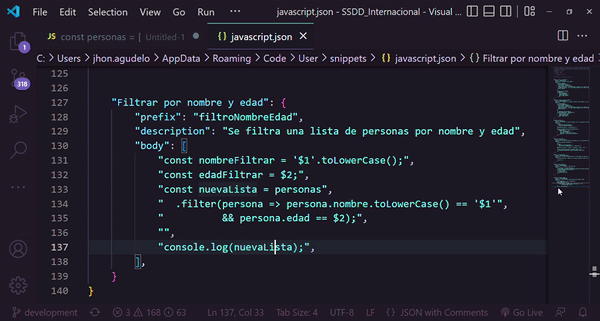 File Edit Selection View Go Run ··· javascript.json - SSDD_Internacional - Visual ...
JS const personas = [ Untitled-1 ● {} javascript.json ×
C: > Users > jhon.agudelo > AppData > Roaming > Code > User > snippets > {} javascript.json > {} Filtrar por nombre y edad
125
126
127 "Filtrar por nombre y edad": {
128 "prefix": "filtroNombreEdad",
129 "description": "Se filtra una lista de personas por nombre y edad",
130 "body": [
131 "const nombreFiltrar = '$1'.toLowerCase();",
132 "const edadFiltrar = $2;",
133 "const nuevaLista = personas",
134 "  .filter(persona => persona.nombre.toLowerCase() == '$1'",
135 "        && persona.edad == $2);",
136 "",
137 "console.log(nuevaLista);",
138 ],
139 }
140 }
1
318
development 3 168 63 Ln 137, Col 33 Tab Size: 4 UTF-8 LF {} JSON with Comments Go Live